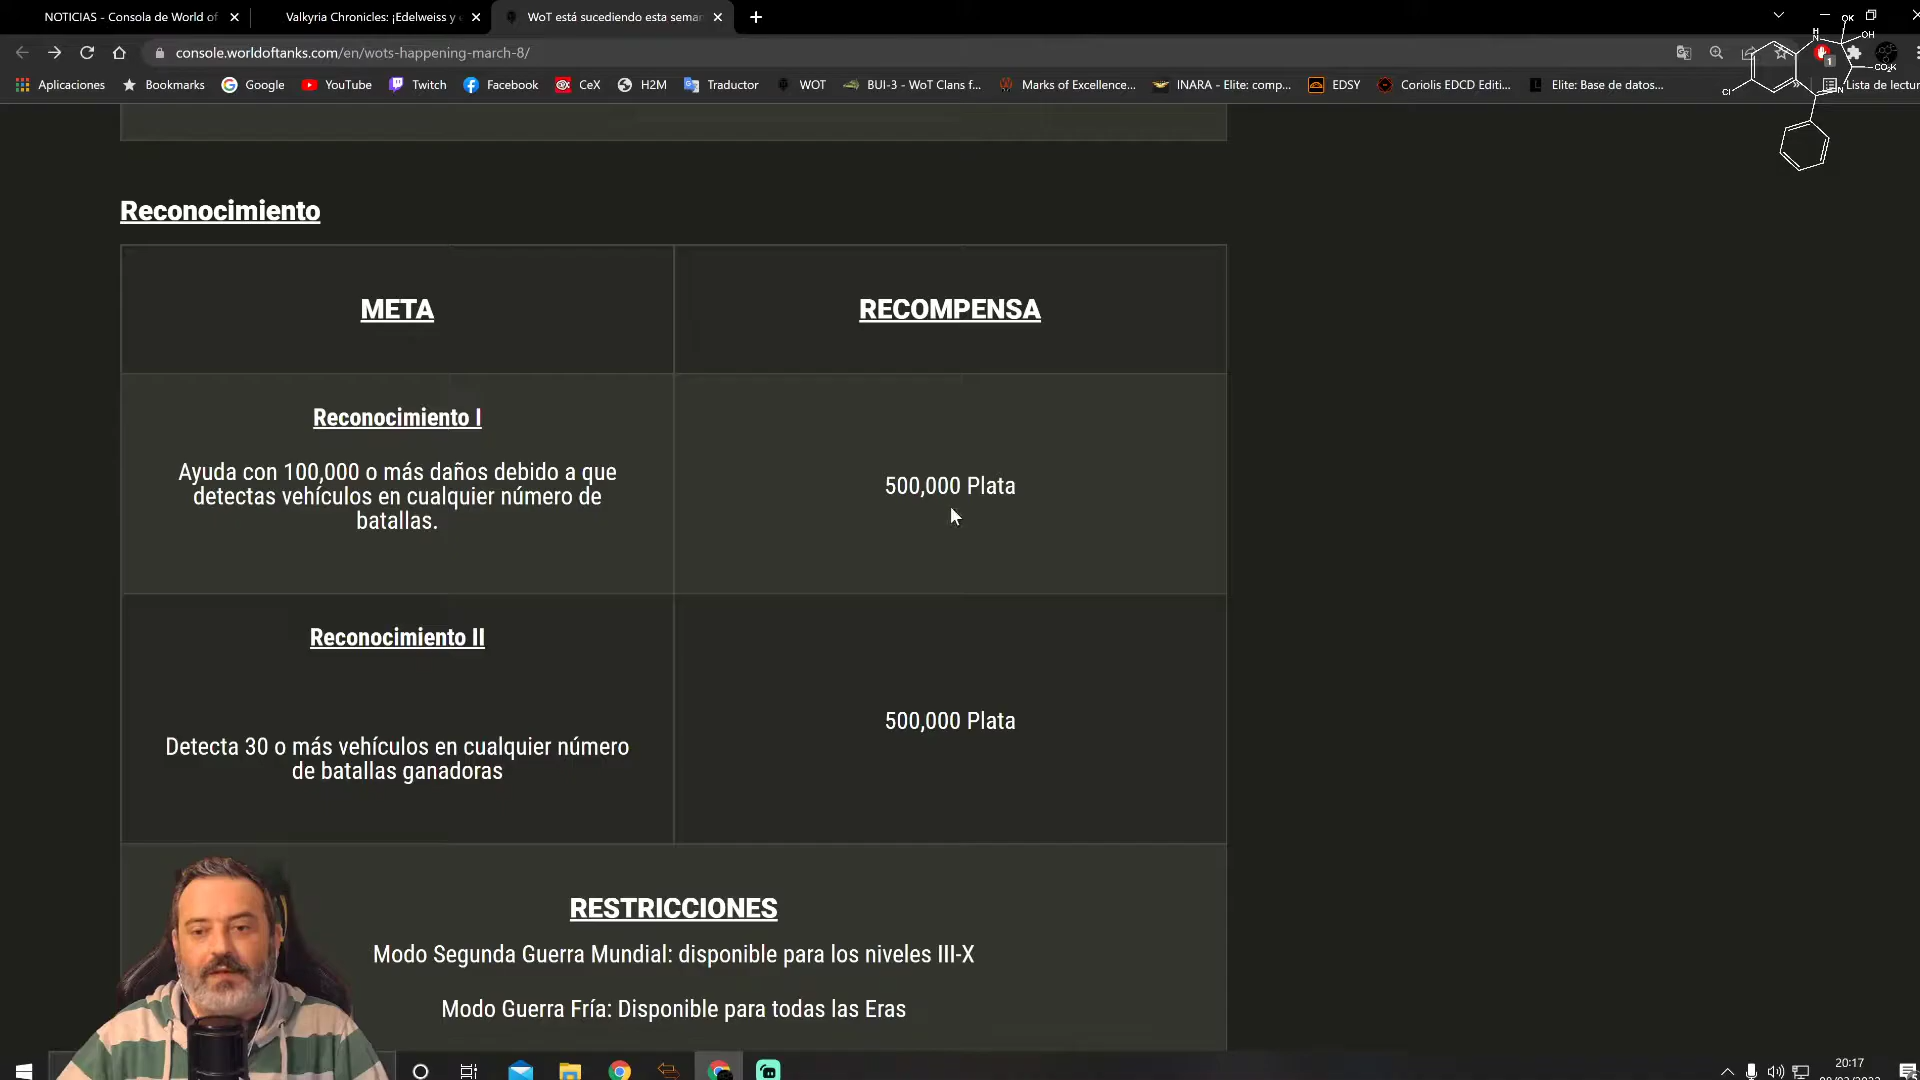 NOTICIAS - Consola de World of
Valkyria Chronicles: ¡Edelweiss y
WoT está sucediendo esta seman
console.worldoftanks.com/en/wots-happening-march-8/
Aplicaciones Bookmarks Google YouTube Twitch Facebook CeX H2M Traductor WOT BUI-3 - WoT Clans f... Marks of Excellence... INARA - Elite: comp... EDSY Coriolis EDCD Editi... Elite: Base de datos... » Lista de lectur
OK
H
N
OH
CO₂K
Cl
N
1
Reconocimiento
META
RECOMPENSA
Reconocimiento I
Ayuda con 100,000 o más daños debido a que
detectas vehículos en cualquier número de
batallas.
500,000 Plata
Reconocimiento II
Detecta 30 o más vehículos en cualquier número
de batallas ganadoras
500,000 Plata
RESTRICCIONES
Modo Segunda Guerra Mundial: disponible para los niveles III-X
Modo Guerra Fría: Disponible para todas las Eras
20:17